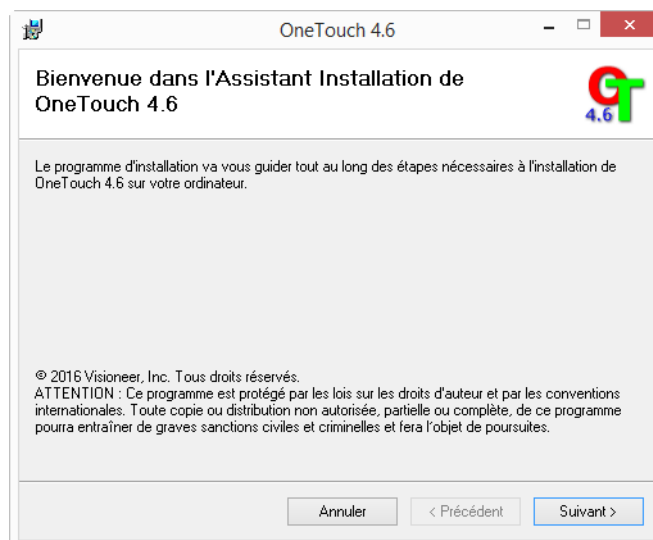 OneTouch 4.6
Bienvenue dans l'Assistant Installation de
OneTouch 4.6
OT
4.6
Le programme d'installation va vous guider tout au long des étapes nécessaires à l'installation de
OneTouch 4.6 sur votre ordinateur.
© 2016 Visioneer, Inc. Tous droits réservés.
ATTENTION : Ce programme est protégé par les lois sur les droits d'auteur et par les conventions
internationales. Toute copie ou distribution non autorisée, partielle ou complète, de ce programme
pourra entraîner de graves sanctions civiles et criminelles et fera l'objet de poursuites.
Annuler
< Précédent
Suivant >